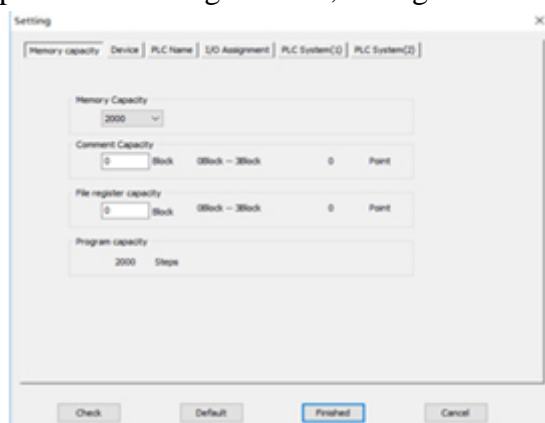 Setting
Memory capacity Device PLC Name I/O Assignment PLC System(1) PLC System(2)
Memory Capacity
2000
Comment Capacity
0 Block 0Block -- 3Block 0 Point
File register capacity
0 Block 0Block -- 3Block 0 Point
Program capacity
2000 Steps
Check Default Finished Cancel